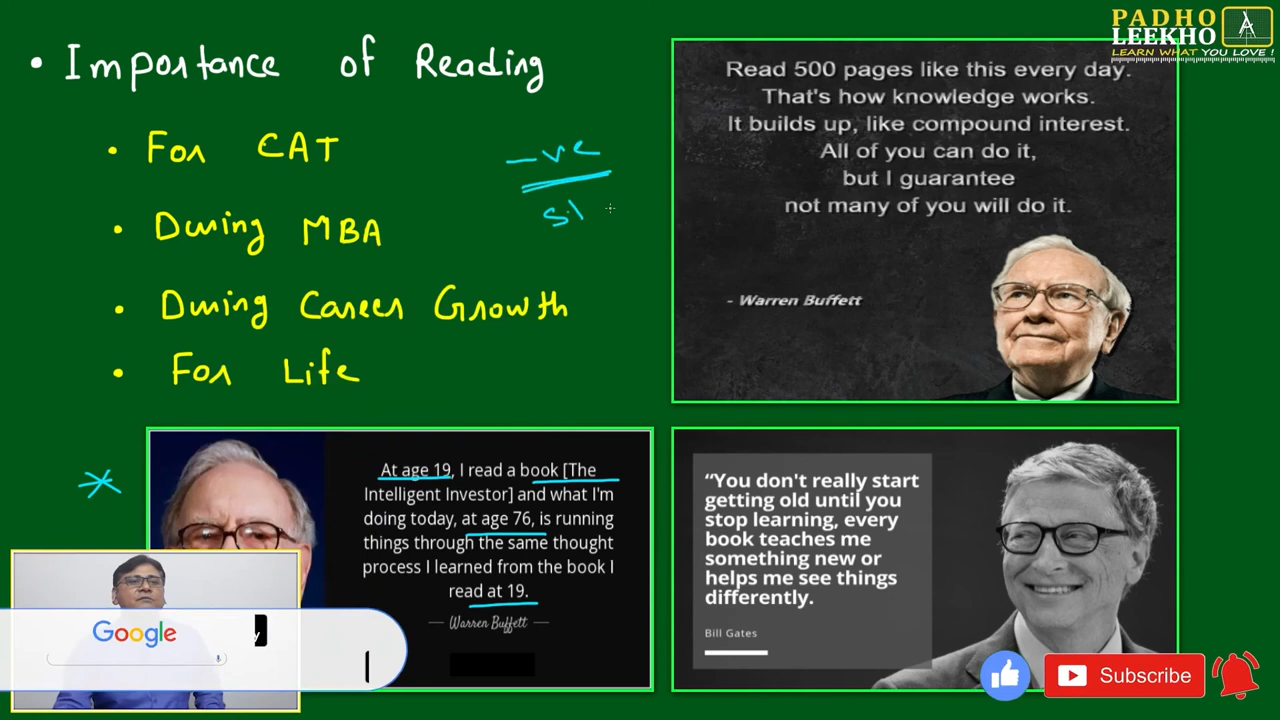 PADHO
LEEKHO
LEARN WHAT YOU LOVE !
• Importance of Reading
• For CAT
• During MBA
• During Career Growth
• For Life
-ve
Read 500 pages like this every day.
That's how knowledge works.
It builds up, like compound interest.
All of you can do it,
but I guarantee
not many of you will do it.
- Warren Buffett
At age 19, I read a book [The
Intelligent Investor] and what I'm
doing today, at age 76, is running
things through the same thought
process I learned from the book I
read at 19.
— Warren Buffett —
“You don't really start
getting old until you
stop learning, every
book teaches me
something new or
helps me see things
differently.
Bill Gates
Google
Subscribe